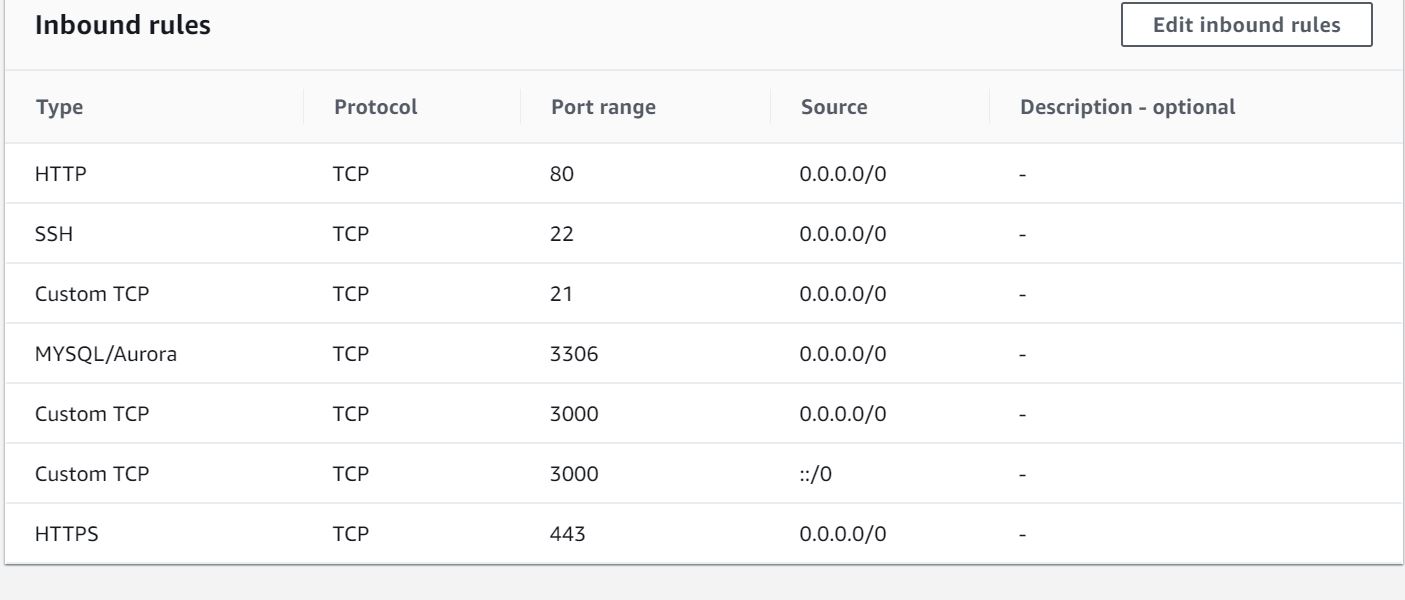 Inbound rules Edit inbound rules
Type Protocol Port range Source Description - optional
HTTP TCP 80 0.0.0.0/0 -
SSH TCP 22 0.0.0.0/0 -
Custom TCP TCP 21 0.0.0.0/0 -
MYSQL/Aurora TCP 3306 0.0.0.0/0 -
Custom TCP TCP 3000 0.0.0.0/0 -
Custom TCP TCP 3000 ::/0 -
HTTPS TCP 443 0.0.0.0/0 -